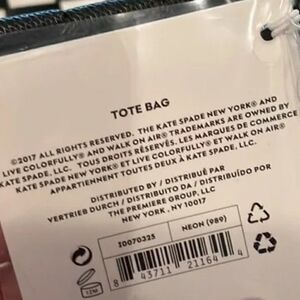 TOTE BAG
©2017 ALL RIGHTS RESERVED. THE KATE SPADE NEW YORK® AND
LIVE COLORFULLY® AND WALK ON AIR® TRADEMARKS ARE OWNED BY
KATE SPADE, LLC. TOUS DROITS RÉSERVÉS. LES MARQUES DE COMMERCE
KATE SPADE NEW YORK® ET LIVE COLORFULLY® ET WALK ON AIR®
APPARTIENNENT TOUTES DEUX À KATE SPADE, LLC.
DISTRIBUTED BY / DISTRIBUÉ PAR
VERTRIEB DURCH / DISTRIBUITO DA / DISTRIBUÍDO POR
THE PREMIERE GROUP, LLC
NEW YORK, NY 10017
I0070325
NEON (989)
8 43711 21164 4